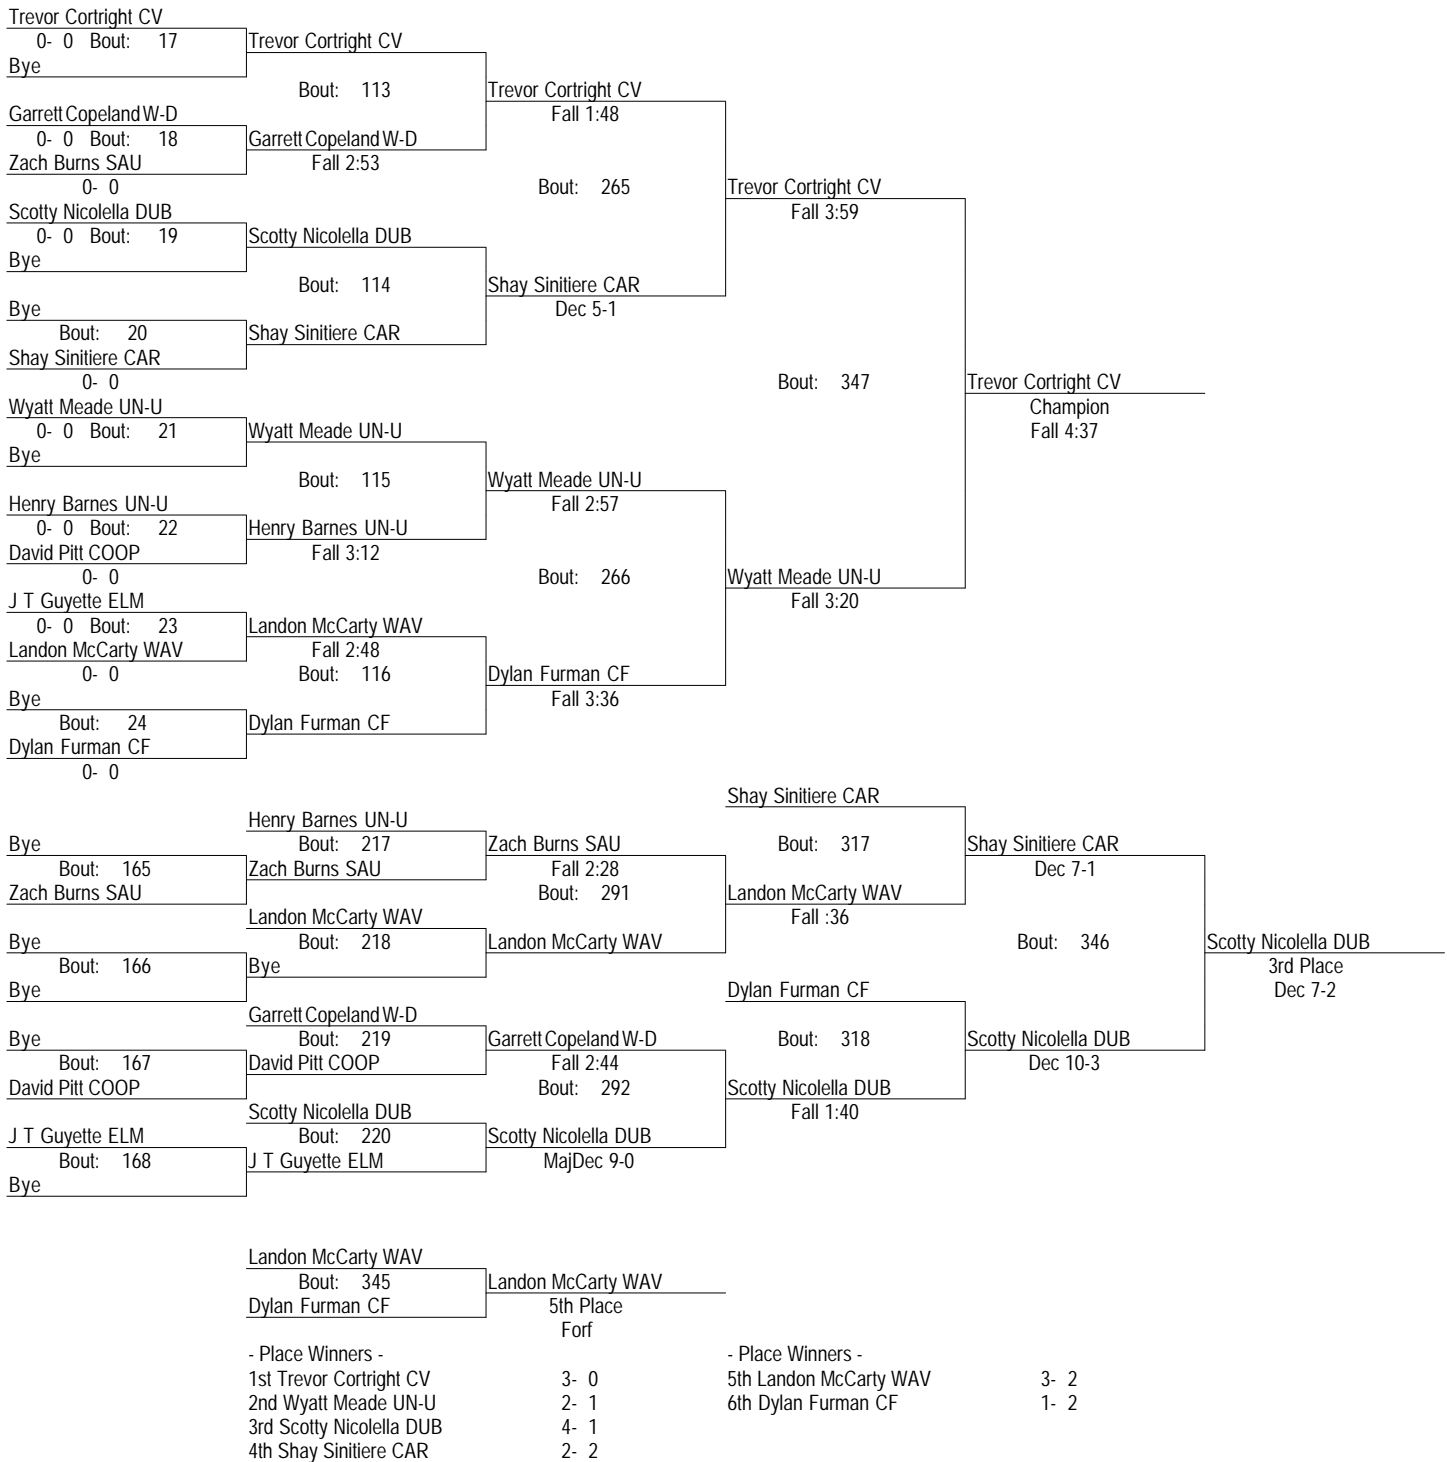 Trevor Cortright CV
0- 0 Bout: 17 Trevor Cortright CV
Bye
Bout: 113 Trevor Cortright CV
Garrett Copeland W-D Fall 1:48
0- 0 Bout: 18 Garrett Copeland W-D
Zach Burns SAU Fall 2:53
0- 0 Bout: 265 Trevor Cortright CV
Scotty Nicolella DUB Fall 3:59
0- 0 Bout: 19 Scotty Nicolella DUB
Bye
Bout: 114 Shay Sinitiere CAR
Bye Dec 5-1
Bout: 20 Shay Sinitiere CAR
Shay Sinitiere CAR
0- 0 Bout: 347 Trevor Cortright CV
Wyatt Meade UN-U Champion
0- 0 Bout: 21 Wyatt Meade UN-U Fall 4:37
Bye
Bout: 115 Wyatt Meade UN-U
Henry Barnes UN-U Fall 2:57
0- 0 Bout: 22 Henry Barnes UN-U
David Pitt COOP Fall 3:12
0- 0 Bout: 266 Wyatt Meade UN-U
J T Guyette ELM Fall 3:20
0- 0 Bout: 23 Landon McCarty WAV
Landon McCarty WAV Fall 2:48
0- 0 Bout: 116 Dylan Furman CF
Bye Fall 3:36
Bout: 24 Dylan Furman CF
Dylan Furman CF
0- 0
Shay Sinitiere CAR
Henry Barnes UN-U
Bye Bout: 217 Zach Burns SAU Bout: 317 Shay Sinitiere CAR
Bout: 165 Zach Burns SAU Fall 2:28 Dec 7-1
Zach Burns SAU Bout: 291 Landon McCarty WAV
Landon McCarty WAV Fall :36
Bye Bout: 218 Landon McCarty WAV Bout: 346 Scotty Nicolella DUB
Bout: 166 Bye 3rd Place
Bye Dylan Furman CF Dec 7-2
Garrett Copeland W-D
Bye Bout: 219 Garrett Copeland W-D Bout: 318 Scotty Nicolella DUB
Bout: 167 David Pitt COOP Fall 2:44 Dec 10-3
David Pitt COOP Bout: 292 Scotty Nicolella DUB
Scotty Nicolella DUB Fall 1:40
J T Guyette ELM Bout: 220 Scotty Nicolella DUB
Bout: 168 J T Guyette ELM MajDec 9-0
Bye
Landon McCarty WAV
Bout: 345 Landon McCarty WAV
Dylan Furman CF 5th Place
Forf
- Place Winners - - Place Winners -
1st Trevor Cortright CV 3- 0 5th Landon McCarty WAV 3- 2
2nd Wyatt Meade UN-U 2- 1 6th Dylan Furman CF 1- 2
3rd Scotty Nicolella DUB 4- 1
4th Shay Sinitiere CAR 2- 2